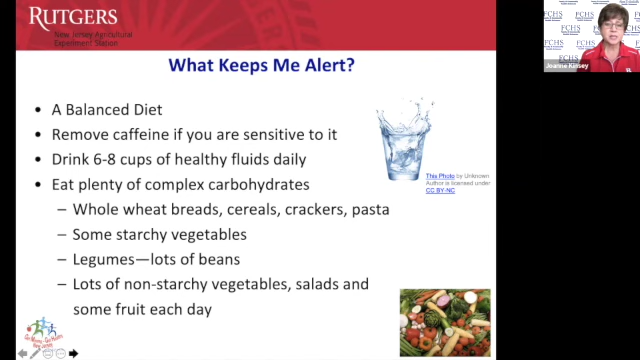 RUTGERS
New Jersey Agricultural
Experiment Station
What Keeps Me Alert?
• A Balanced Diet
• Remove caffeine if you are sensitive to it
• Drink 6-8 cups of healthy fluids daily
• Eat plenty of complex carbohydrates
– Whole wheat breads, cereals, crackers, pasta
– Some starchy vegetables
– Legumes—lots of beans
– Lots of non-starchy vegetables, salads and
some fruit each day
This Photo by Unknown
Author is licensed under
CC BY-NC
FCHS
FCHS
Joanne Kinsey